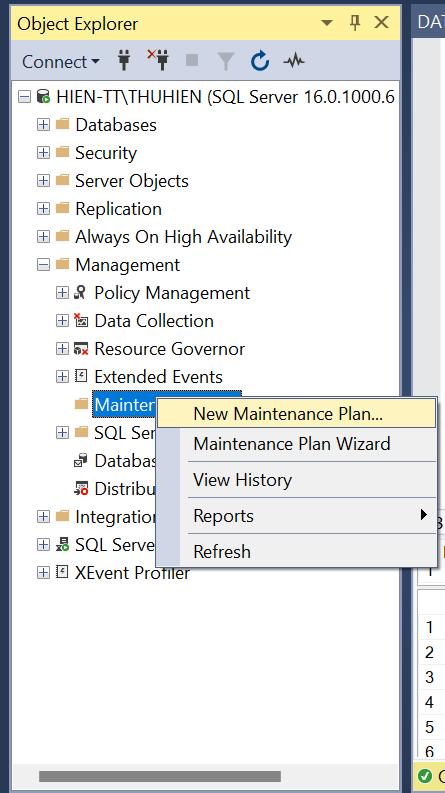 Object Explorer
DAT
Connect
HIEN-TT\THUHIEN (SQL Server 16.0.1000.6
Databases
Security
Server Objects
Replication
Always On High Availability
Management
Policy Management
Data Collection
Resource Governor
Extended Events
Mainten
New Maintenance Plan...
SQL Ser
Maintenance Plan Wizard
Databas
View History
Distribu
Reports
Integration
SQL Serve
Refresh
XEvent Profiler
1
1
2
3
4
5
6